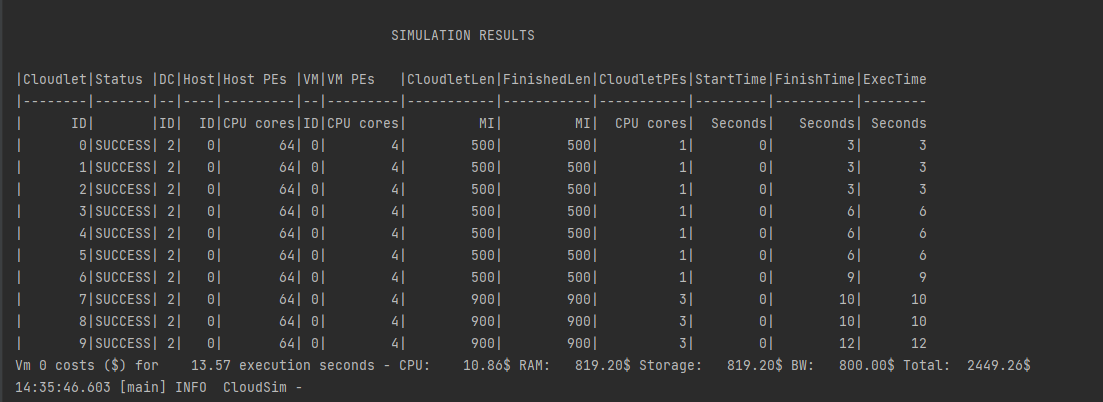 SIMULATION RESULTS
|Cloudlet|Status |DC|Host|Host PEs |VM|VM PEs   |CloudletLen|FinishedLen|CloudletPEs|StartTime|FinishTime|ExecTime
|--------|-------|--|----|---------|--|---------|-----------|-----------|-----------|---------|----------|--------
|      ID|       |ID|  ID|CPU cores|ID|CPU cores|         MI|         MI|  CPU cores|  Seconds|   Seconds| Seconds
|       0|SUCCESS| 2|   0|       64| 0|        4|        500|        500|          1|        0|         3|       3
|       1|SUCCESS| 2|   0|       64| 0|        4|        500|        500|          1|        0|         3|       3
|       2|SUCCESS| 2|   0|       64| 0|        4|        500|        500|          1|        0|         3|       3
|       3|SUCCESS| 2|   0|       64| 0|        4|        500|        500|          1|        0|         6|       6
|       4|SUCCESS| 2|   0|       64| 0|        4|        500|        500|          1|        0|         6|       6
|       5|SUCCESS| 2|   0|       64| 0|        4|        500|        500|          1|        0|         6|       6
|       6|SUCCESS| 2|   0|       64| 0|        4|        500|        500|          1|        0|         9|       9
|       7|SUCCESS| 2|   0|       64| 0|        4|        900|        900|          3|        0|        10|      10
|       8|SUCCESS| 2|   0|       64| 0|        4|        900|        900|          3|        0|        10|      10
|       9|SUCCESS| 2|   0|       64| 0|        4|        900|        900|          3|        0|        12|      12
Vm 0 costs ($) for    13.57 execution seconds - CPU:    10.86$ RAM:   819.20$ Storage:   819.20$ BW:   800.00$ Total:  2449.26$
14:35:46.603 [main] INFO  CloudSim -